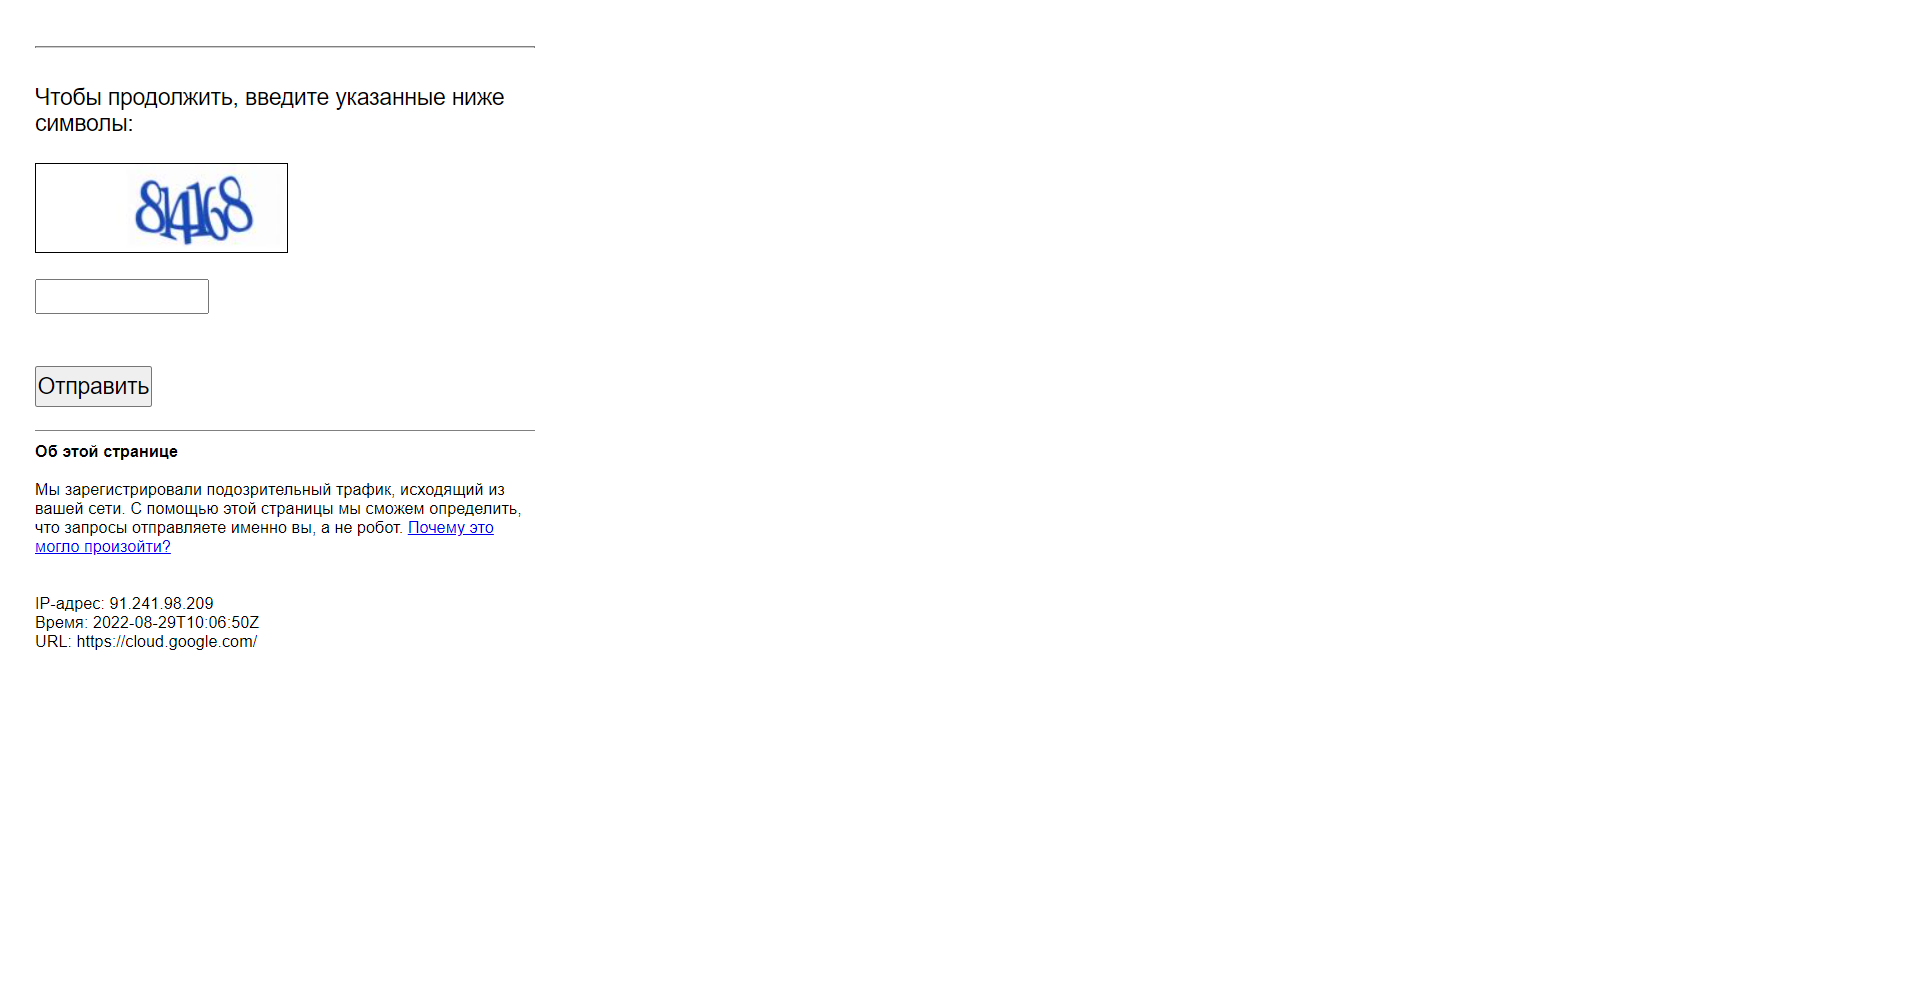 Чтобы продолжить, введите указанные ниже
символы:
Отправить
Об этой странице
Мы зарегистрировали подозрительный трафик, исходящий из
вашей сети. С помощью этой страницы мы сможем определить,
что запросы отправляете именно вы, а не робот. Почему это
могло произойти?
IP-адрес: 91.241.98.209
Время: 2022-08-29T10:06:50Z
URL: https://cloud.google.com/